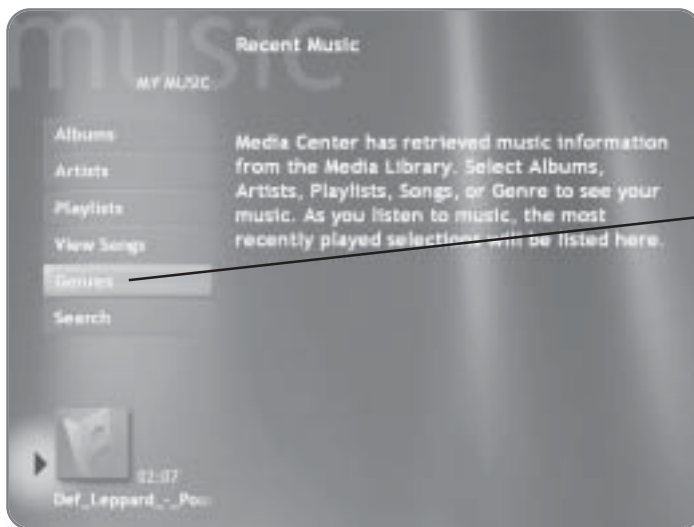 music
Recent Music
MY MUSIC
Albums
Artists
Playlists
View Songs
Genres
Search
Media Center has retrieved music information
from the Media Library. Select Albums,
Artists, Playlists, Songs, or Genre to see your
music. As you listen to music, the most
recently played selections will be listed here.
02:07
Def_Leppard_-_Pou